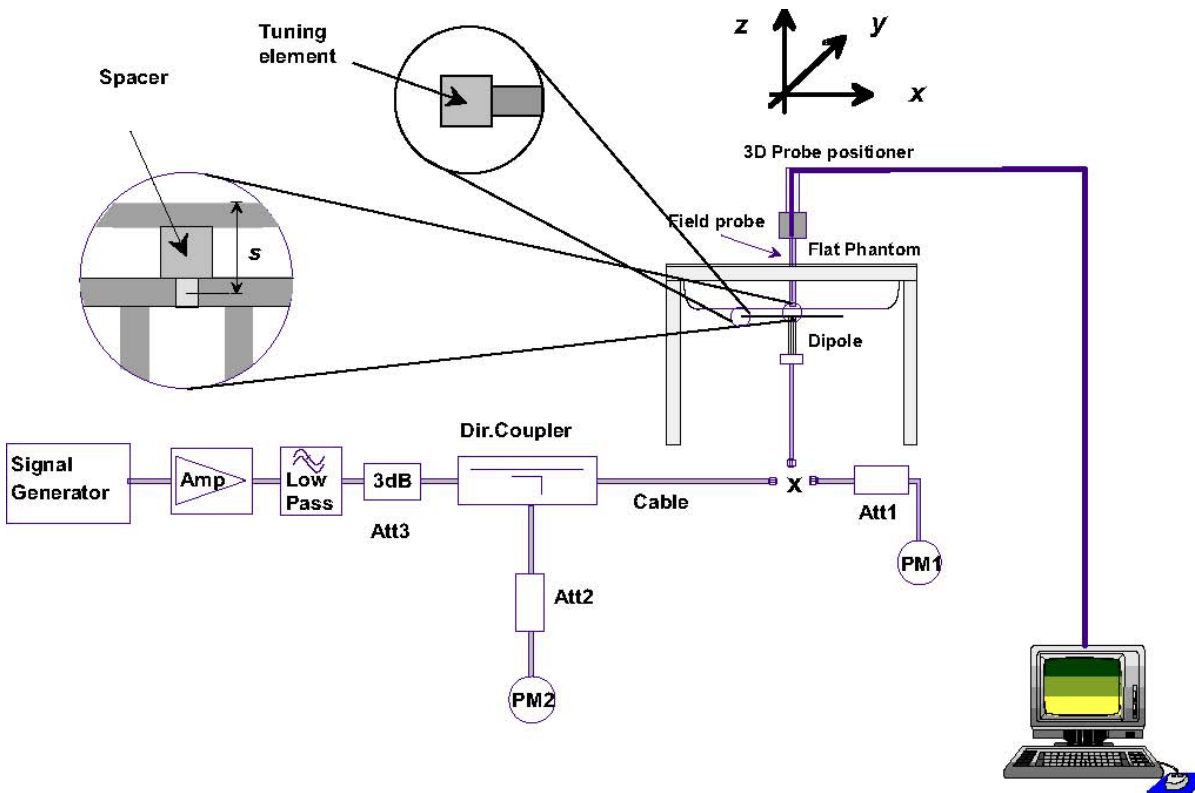 Tuning
element
Spacer
z
y
x
3D Probe positioner
Field probe
Flat Phantom
s
Dipole
Dir.Coupler
Signal
Generator
Amp
Low
Pass
3dB
Att3
Cable
x
Att1
PM1
Att2
PM2